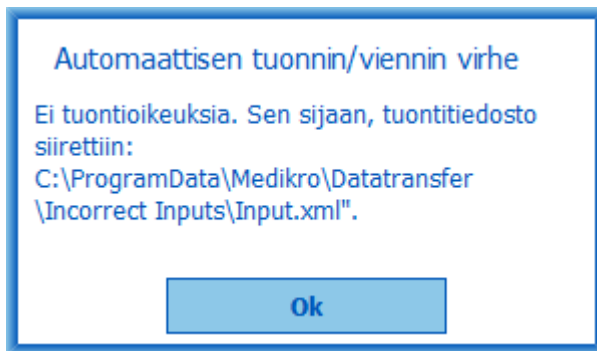 Automaattisen tuonnin/viennin virhe
Ei tuontioikeuksia. Sen sijaan, tuontitiedosto
siirettiin:
C:\ProgramData\Medikro\Datatransfer
\Incorrect Inputs\Input.xml".
Ok